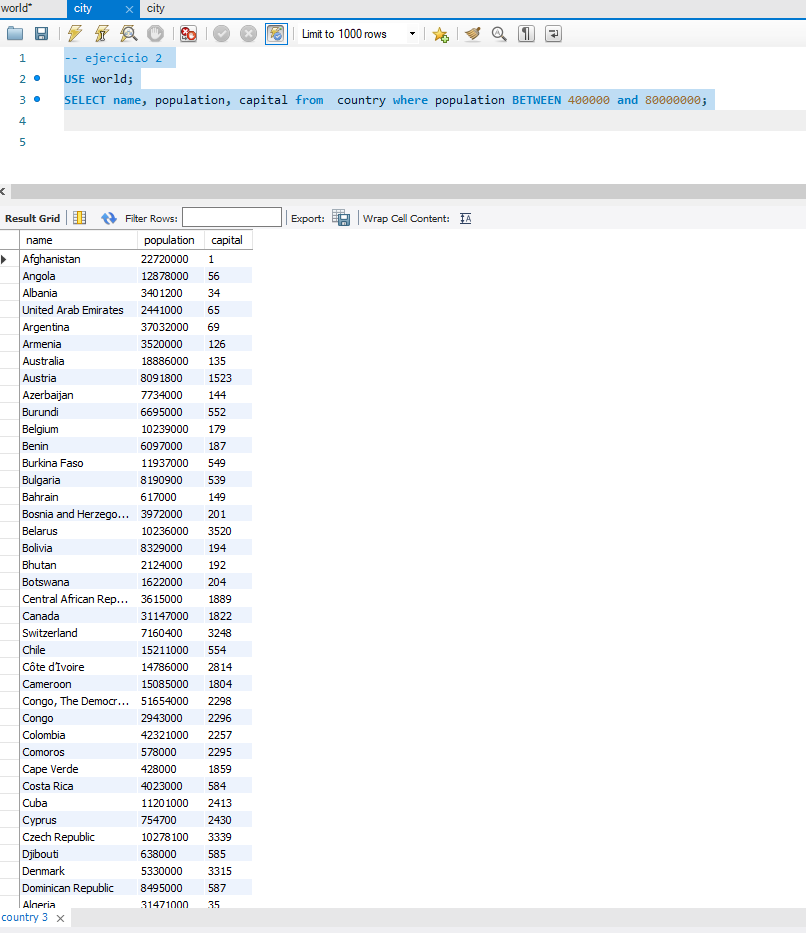 world* city × city
Limit to 1000 rows
1 -- ejercicio 2
2 USE world;
3 SELECT name, population, capital from  country where population BETWEEN 400000 and 80000000;
4
5
Result Grid Filter Rows: Export: Wrap Cell Content:
name population capital
Afghanistan 22720000 1
Angola 12878000 56
Albania 3401200 34
United Arab Emirates 2441000 65
Argentina 37032000 69
Armenia 3520000 126
Australia 18886000 135
Austria 8091800 1523
Azerbaijan 7734000 144
Burundi 6695000 552
Belgium 10239000 179
Benin 6097000 187
Burkina Faso 11937000 549
Bulgaria 8190900 539
Bahrain 617000 149
Bosnia and Herzego... 3972000 201
Belarus 10236000 3520
Bolivia 8329000 194
Bhutan 2124000 192
Botswana 1622000 204
Central African Rep... 3615000 1889
Canada 31147000 1822
Switzerland 7160400 3248
Chile 15211000 554
Côte d'Ivoire 14786000 2814
Cameroon 15085000 1804
Congo, The Democr... 51654000 2298
Congo 2943000 2296
Colombia 42321000 2257
Comoros 578000 2295
Cape Verde 428000 1859
Costa Rica 4023000 584
Cuba 11201000 2413
Cyprus 754700 2430
Czech Republic 10278100 3339
Djibouti 638000 585
Denmark 5330000 3315
Dominican Republic 8495000 587
Algeria 31471000 35
country 3 ×